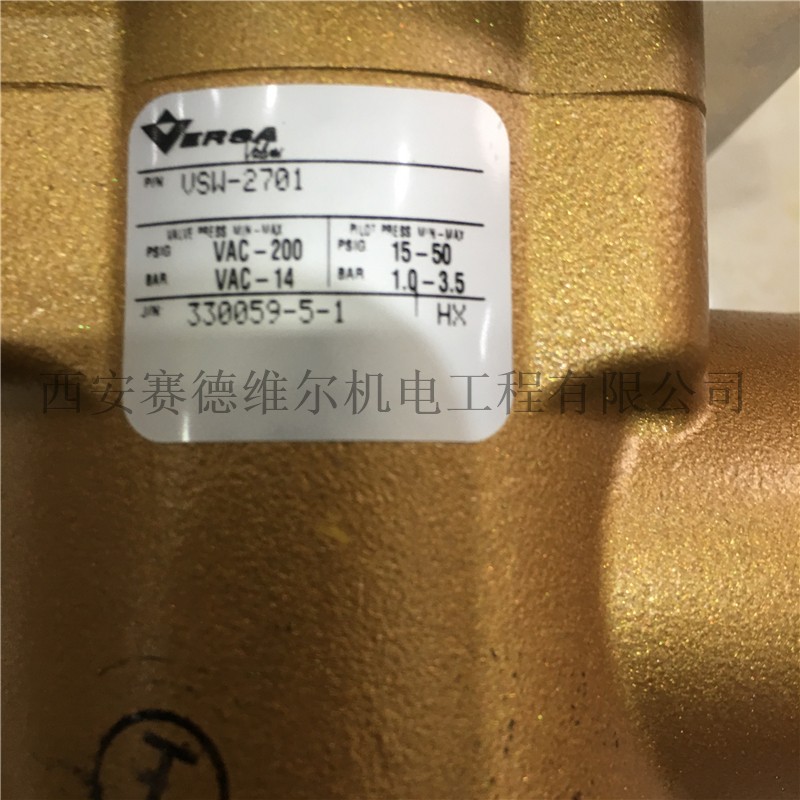 VERSA
P/N VSW-2701
VALVE PRESS MIN-MAX PILOT PRESS MIN-MAX
PSIG VAC-200 PSIG 15-50
BAR VAC-14 BAR 1.0-3.5
J/N 330059-5-1 HX
西安赛德维尔机电工程有限公司